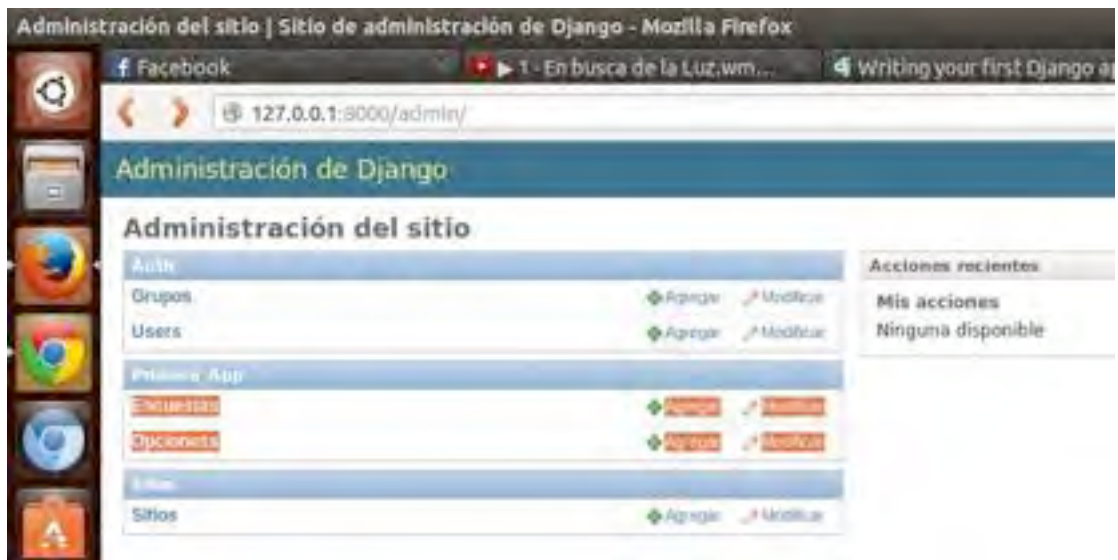 Administración del sitio | Sitio de administración de Django - Mozilla Firefox
Facebook
▶ 1 - En busca de la Luz.wm...
Writing your first Django ap
127.0.0.1:8000/admin/
Administración de Django
Administración del sitio
Auth
Grupos Agregar Modificar
Users Agregar Modificar
Primera App
Encuestas Agregar Modificar
Opcionets Agregar Modificar
Sitios
Sitios Agregar Modificar
Acciones recientes
Mis acciones
Ninguna disponible